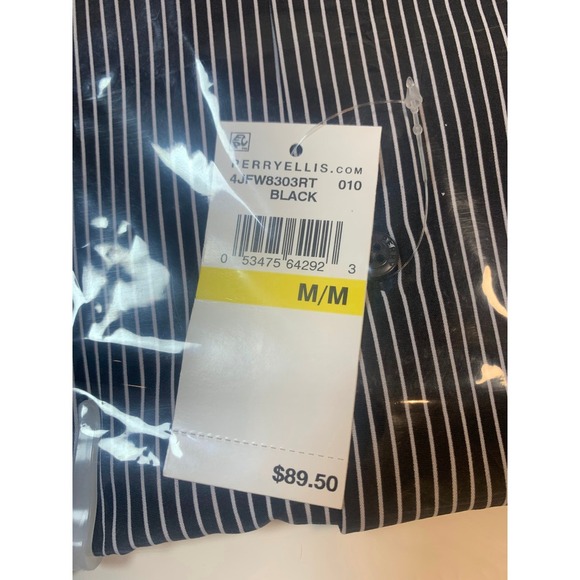 PERRYELLIS.COM
4JFW8303RT 010
BLACK
0 53475 64292 3
M/M
$89.50